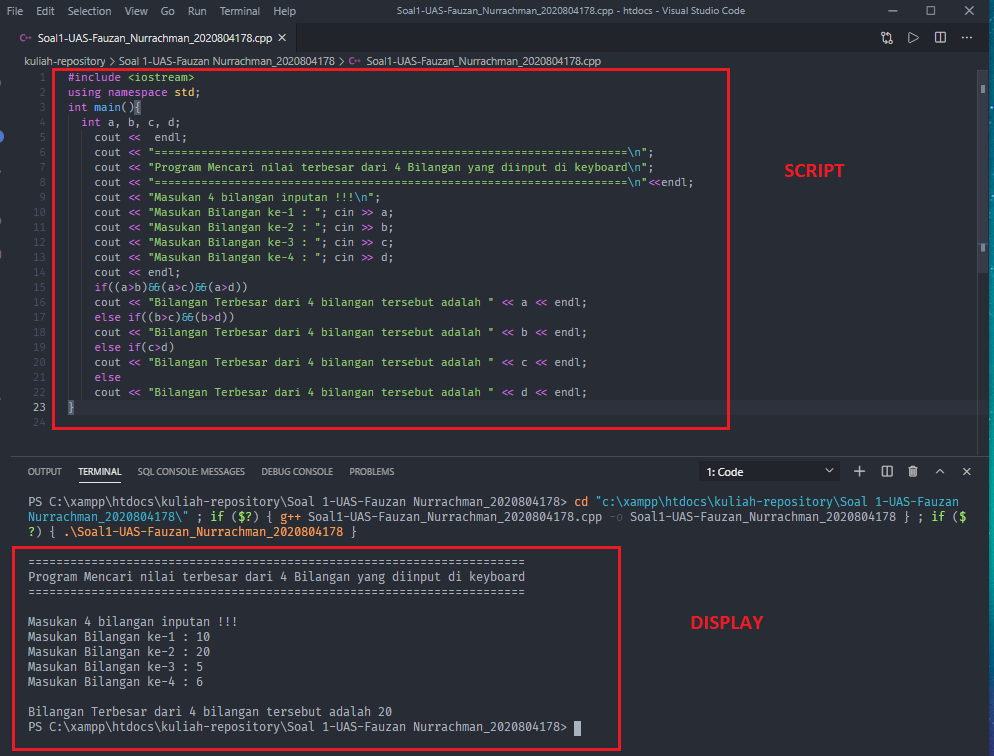 File Edit Selection View Go Run Terminal Help Soal1-UAS-Fauzan_Nurrachman_2020804178.cpp - htdocs - Visual Studio Code
Soal1-UAS-Fauzan_Nurrachman_2020804178.cpp
kuliah-repository > Soal 1-UAS-Fauzan Nurrachman_2020804178 > Soal1-UAS-Fauzan_Nurrachman_2020804178.cpp
1 #include <iostream>
2 using namespace std;
3 int main(){
4 int a, b, c, d;
5 cout << endl;
6 cout << "=======================================================================\n";
7 cout << "Program Mencari nilai terbesar dari 4 Bilangan yang diinput di keyboard\n";
8 cout << "=======================================================================\n"<<endl;
9 cout << "Masukan 4 bilangan inputan !!!\n";
10 cout << "Masukan Bilangan ke-1 : "; cin >> a;
11 cout << "Masukan Bilangan ke-2 : "; cin >> b;
12 cout << "Masukan Bilangan ke-3 : "; cin >> c;
13 cout << "Masukan Bilangan ke-4 : "; cin >> d;
14 cout << endl;
15 if((a>b)&&(a>c)&&(a>d))
16 cout << "Bilangan Terbesar dari 4 bilangan tersebut adalah " << a << endl;
17 else if((b>c)&&(b>d))
18 cout << "Bilangan Terbesar dari 4 bilangan tersebut adalah " << b << endl;
19 else if(c>d)
20 cout << "Bilangan Terbesar dari 4 bilangan tersebut adalah " << c << endl;
21 else
22 cout << "Bilangan Terbesar dari 4 bilangan tersebut adalah " << d << endl;
23 }
24
SCRIPT
OUTPUT TERMINAL SQL CONSOLE: MESSAGES DEBUG CONSOLE PROBLEMS 1: Code
PS C:\xampp\htdocs\kuliah-repository\Soal 1-UAS-Fauzan Nurrachman_2020804178> cd "c:\xampp\htdocs\kuliah-repository\Soal 1-UAS-Fauzan
Nurrachman_2020804178\" ; if ($?) { g++ Soal1-UAS-Fauzan_Nurrachman_2020804178.cpp -o Soal1-UAS-Fauzan_Nurrachman_2020804178 } ; if ($
?) { .\Soal1-UAS-Fauzan_Nurrachman_2020804178 }
=======================================================================
Program Mencari nilai terbesar dari 4 Bilangan yang diinput di keyboard
=======================================================================
Masukan 4 bilangan inputan !!!
Masukan Bilangan ke-1 : 10
Masukan Bilangan ke-2 : 20
Masukan Bilangan ke-3 : 5
Masukan Bilangan ke-4 : 6
Bilangan Terbesar dari 4 bilangan tersebut adalah 20
PS C:\xampp\htdocs\kuliah-repository\Soal 1-UAS-Fauzan Nurrachman_2020804178>
DISPLAY